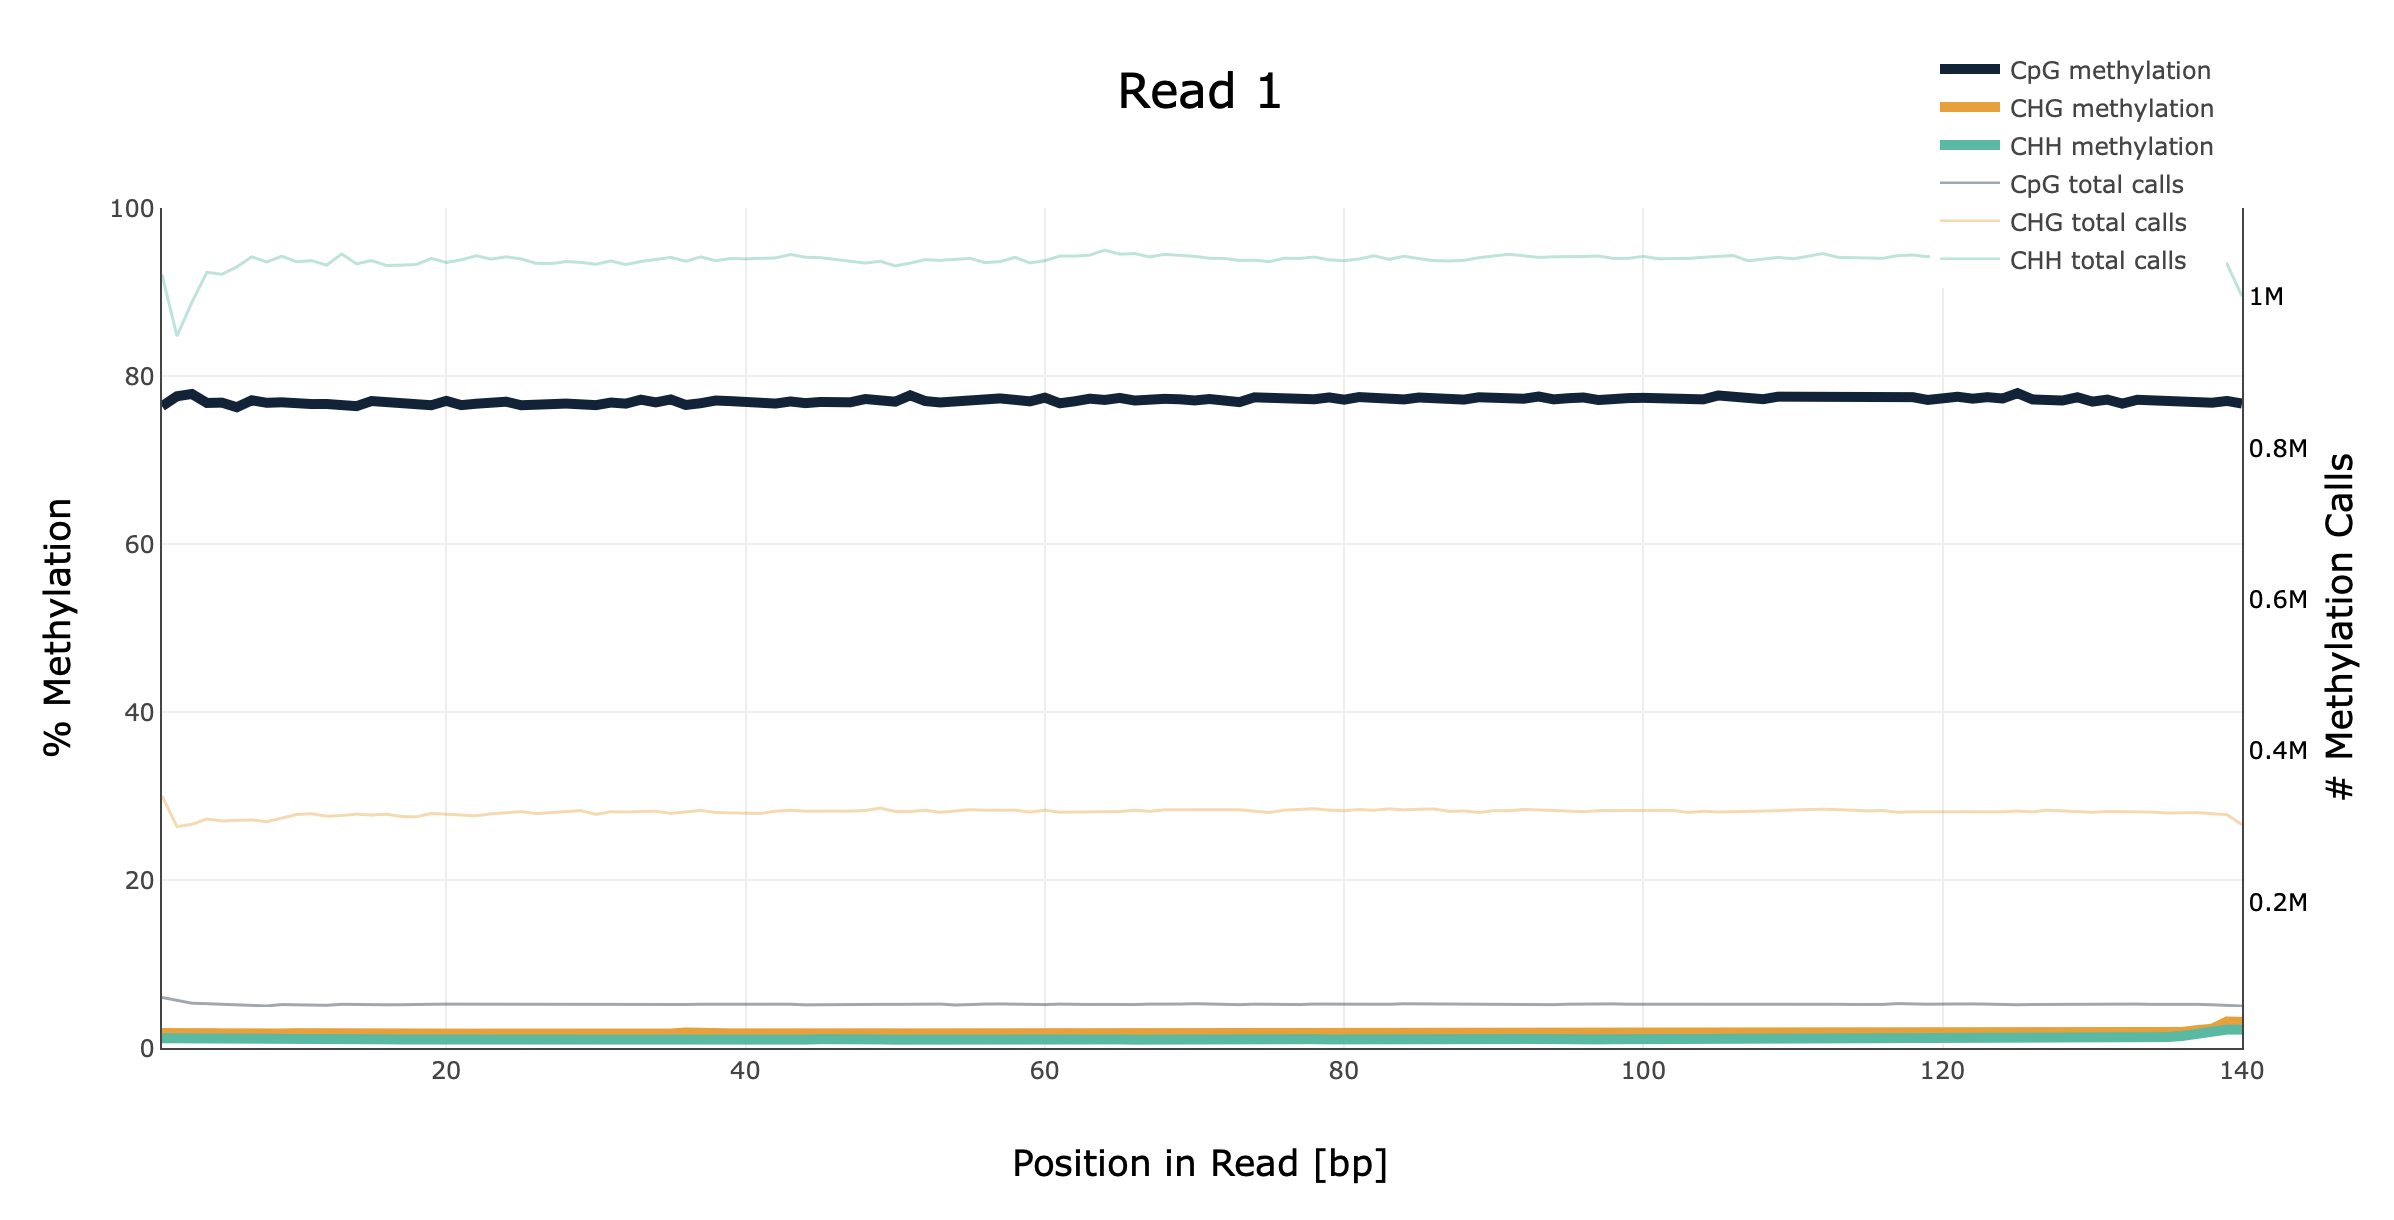 Read 1
CpG methylation
CHG methylation
CHH methylation
CpG total calls
CHG total calls
CHH total calls
100
80
60
40
20
0
% Methylation
1M
0.8M
0.6M
0.4M
0.2M
# Methylation Calls
20
40
60
80
100
120
140
Position in Read [bp]